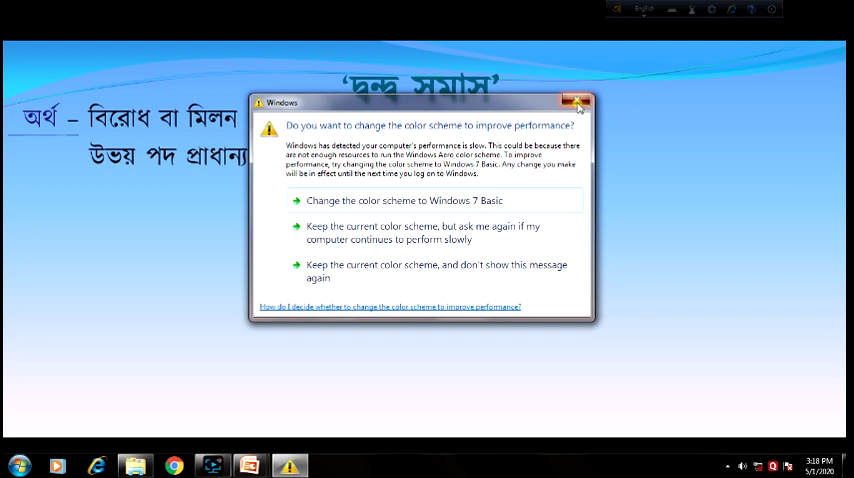 English
‘দ্বন্দ্ব সমাস’
অর্থ – বিরোধ বা মিলন
উভয় পদ প্রাধান্য
Windows
Do you want to change the color scheme to improve performance?
Windows has detected your computer's performance is slow. This could be because there
are not enough resources to run the Windows Aero color scheme. To improve
performance, try changing the color scheme to Windows 7 Basic. Any change you make
will be in effect until the next time you log on to Windows.
Change the color scheme to Windows 7 Basic
Keep the current color scheme, but ask me again if my
computer continues to perform slowly
Keep the current color scheme, and don't show this message
again
How do I decide whether to change the color scheme to improve performance?
3:18 PM
5/1/2020